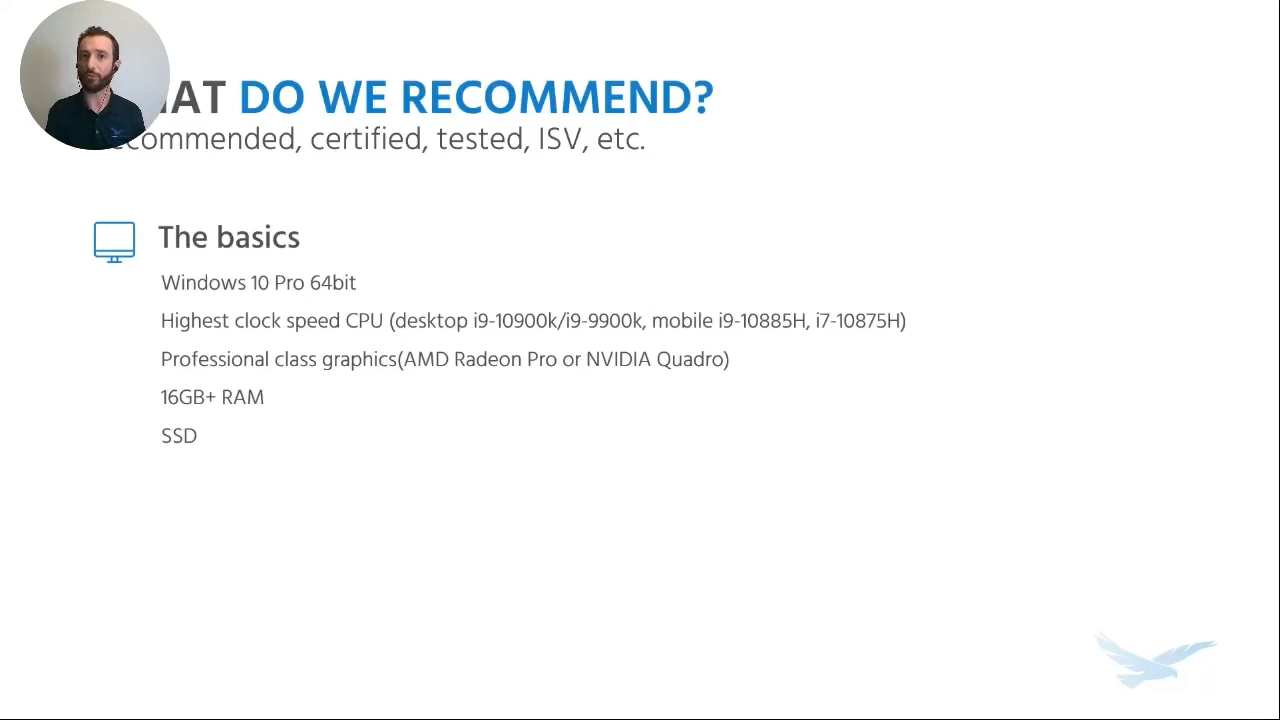 AT DO WE RECOMMEND?
commended, certified, tested, ISV, etc.
The basics
Windows 10 Pro 64bit
Highest clock speed CPU (desktop i9-10900k/i9-9900k, mobile i9-10885H, i7-10875H)
Professional class graphics(AMD Radeon Pro or NVIDIA Quadro)
16GB+ RAM
SSD